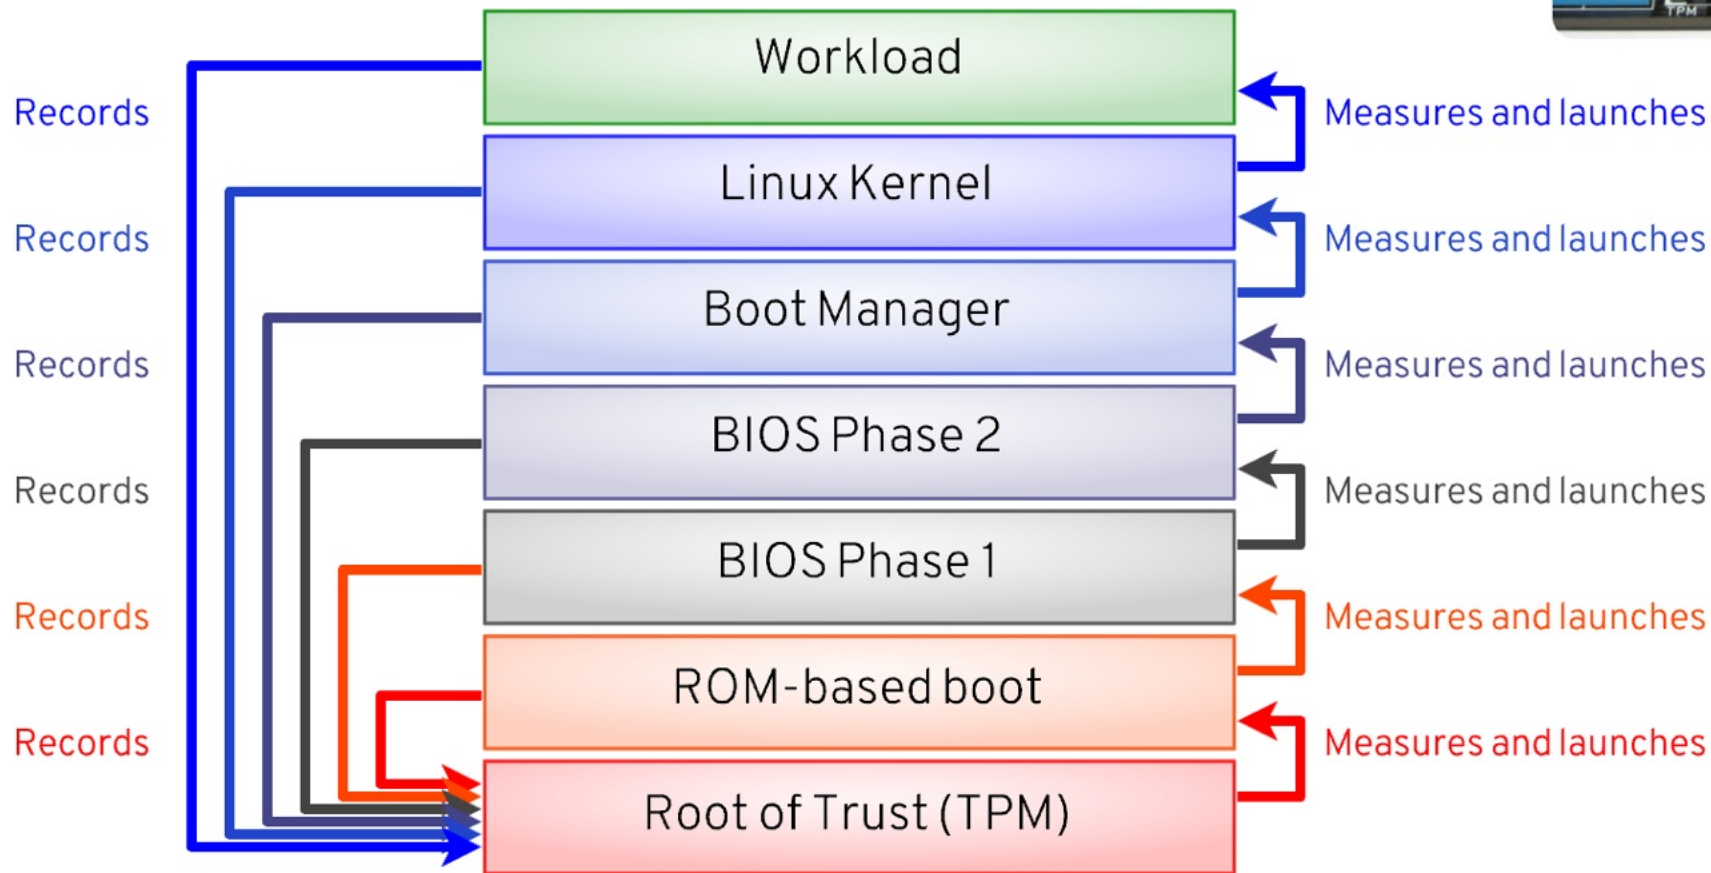 TPM
Workload
Records
Measures and launches
Linux Kernel
Records
Measures and launches
Boot Manager
Records
Measures and launches
BIOS Phase 2
Records
Measures and launches
BIOS Phase 1
Records
Measures and launches
ROM-based boot
Records
Measures and launches
Root of Trust (TPM)